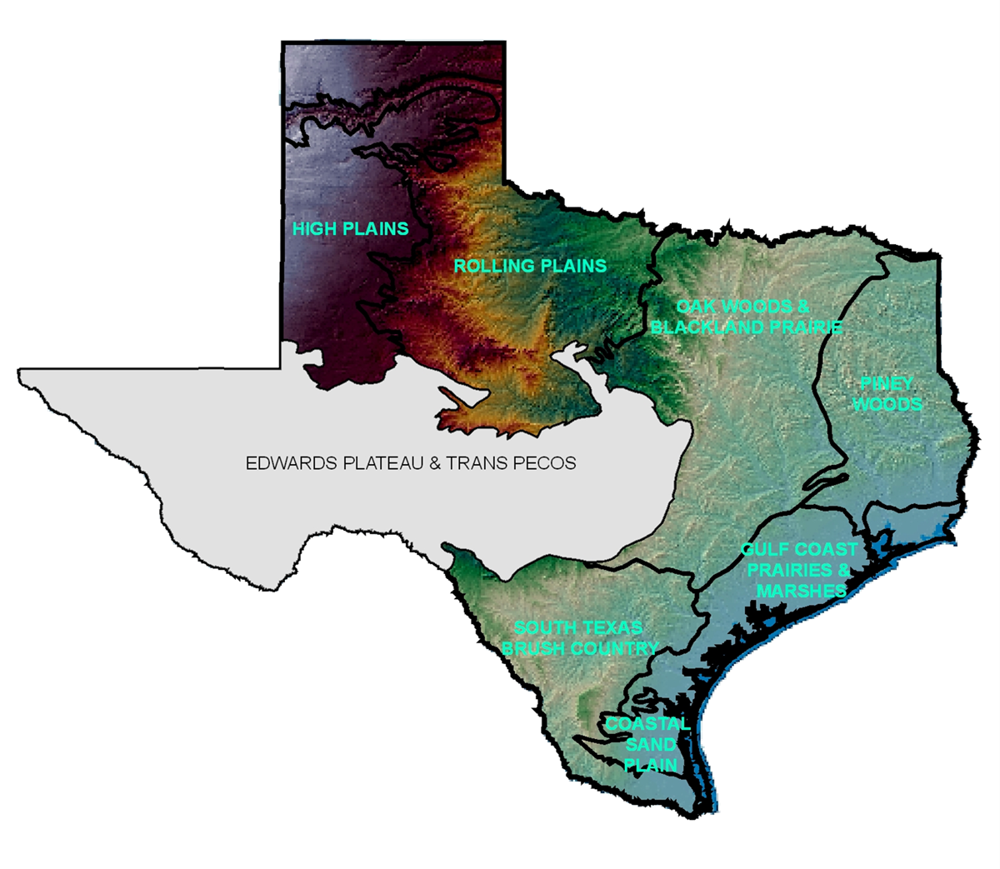 HIGH PLAINS
ROLLING PLAINS
OAK WOODS &
BLACKLAND PRAIRIE
PINEY
WOODS
EDWARDS PLATEAU & TRANS PECOS
GULF COAST
PRAIRIES &
MARSHES
SOUTH TEXAS
BRUSH COUNTRY
COASTAL
SAND
PLAIN